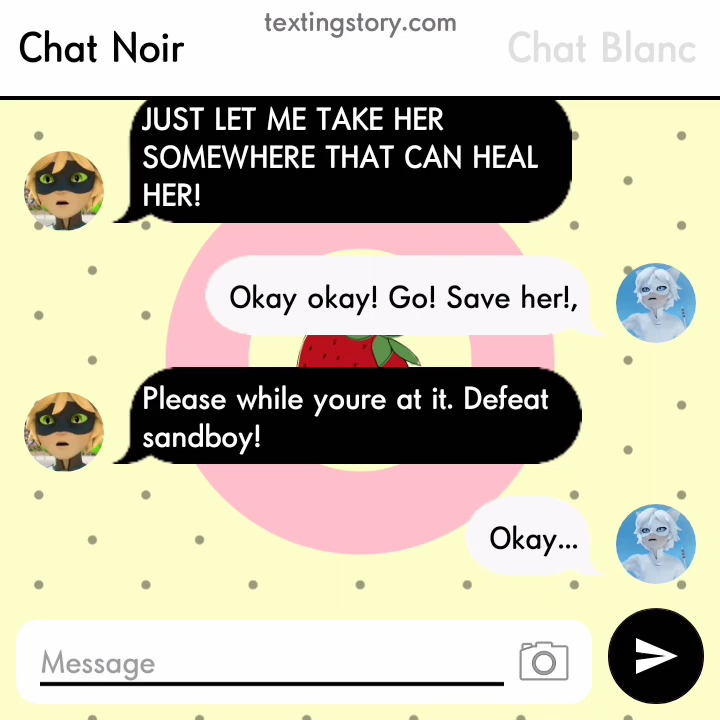 textingstory.com
Chat Noir
Chat Blanc
JUST LET ME TAKE HER
SOMEWHERE THAT CAN HEAL
HER!
Okay okay! Go! Save her!,
Please while youre at it. Defeat
sandboy!
Okay...
Message